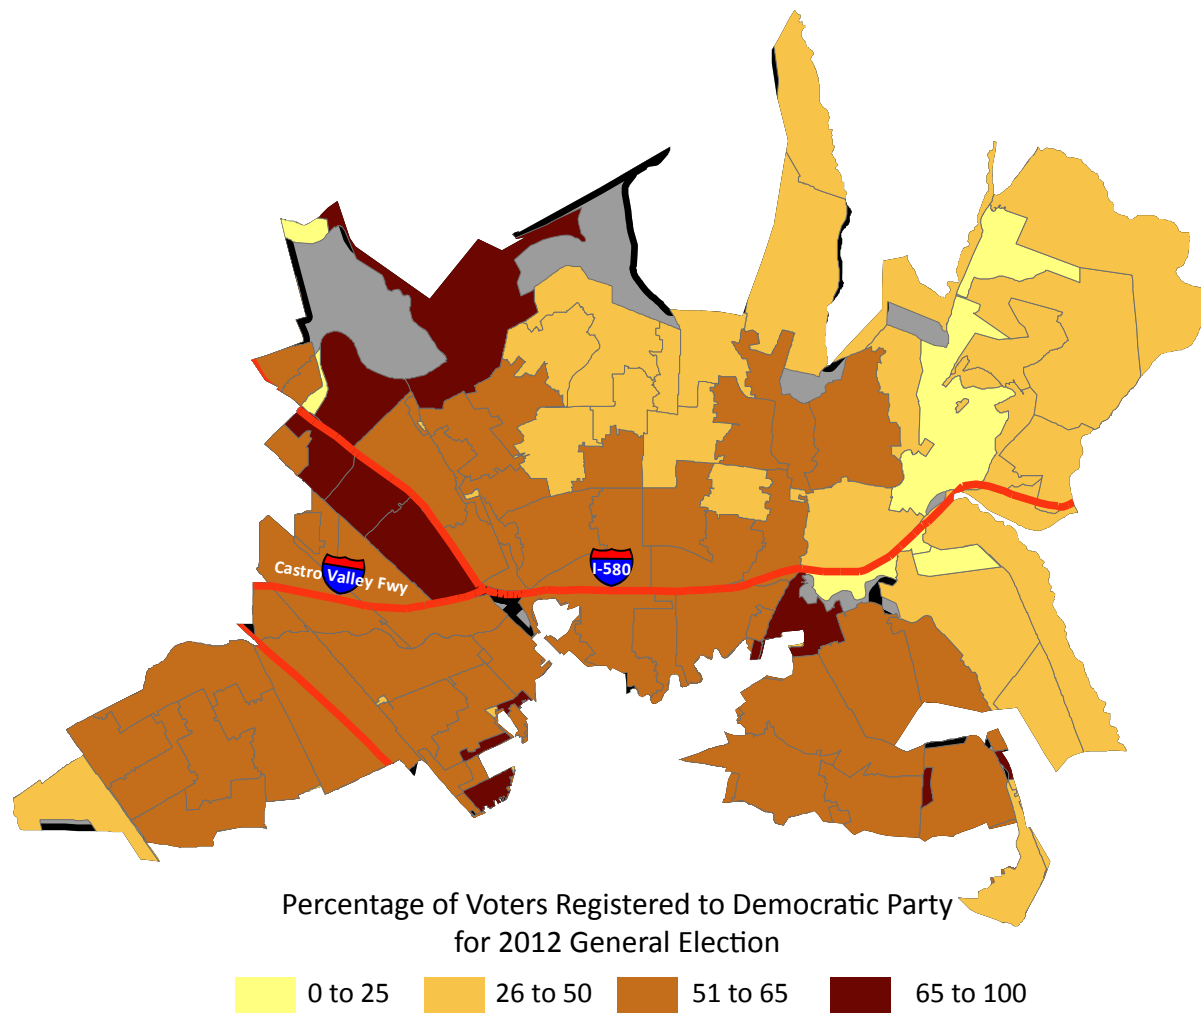 Castro Valley Fwy
I-580
Percentage of Voters Registered to Democratic Party
for 2012 General Election
0 to 25
26 to 50
51 to 65
65 to 100